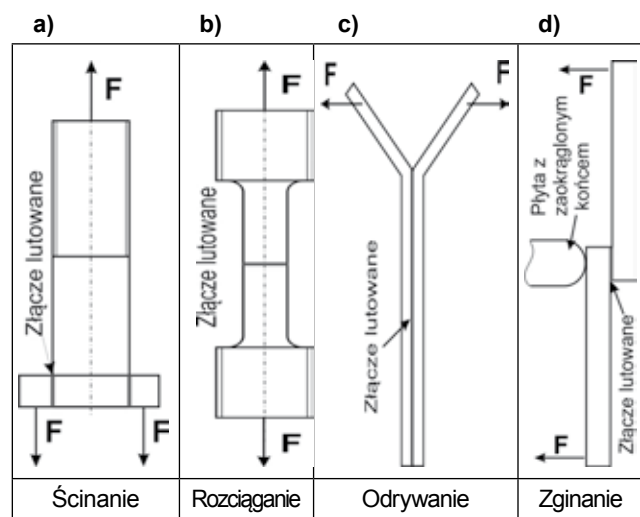 a)
b)
c)
d)
F
Złącze lutowane
F
F
F
Złącze lutowane
F
F
F
Złącze lutowane
F
Płyta z
zaokrąglonym
końcem
Złącze lutowane
F
Ścinanie
Rozciąganie
Odrywanie
Zginanie